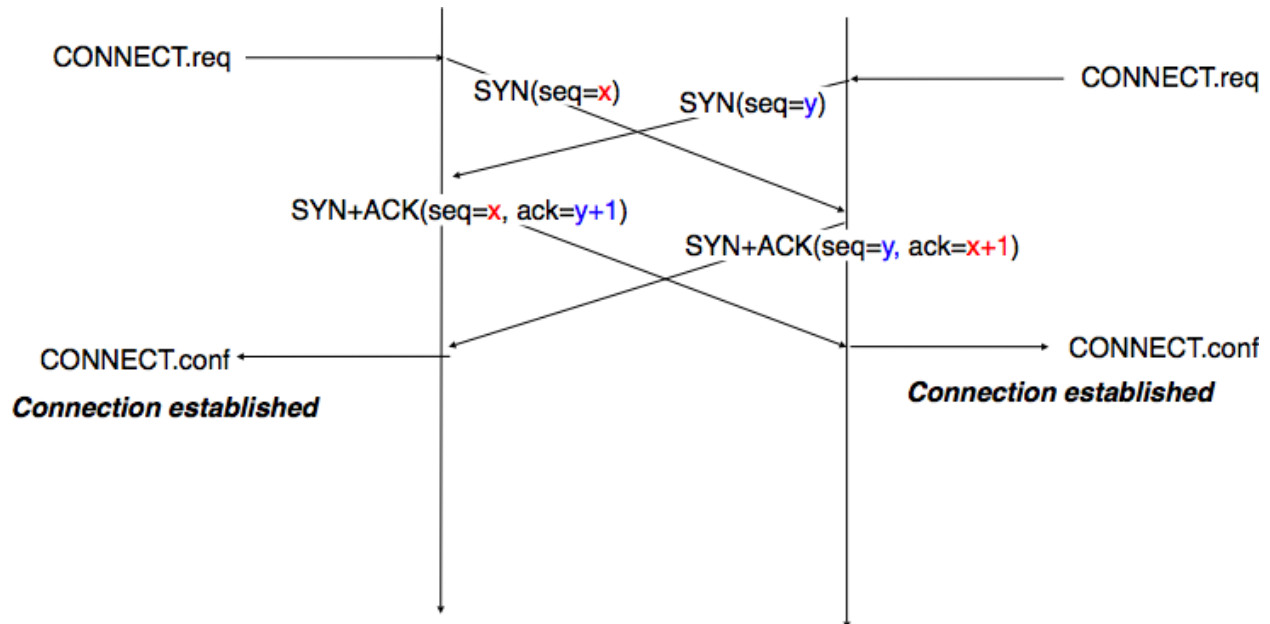 CONNECT.req
CONNECT.req
SYN(seq=x)
SYN(seq=y)
SYN+ACK(seq=x, ack=y+1)
SYN+ACK(seq=y, ack=x+1)
CONNECT.conf
CONNECT.conf
Connection established
Connection established